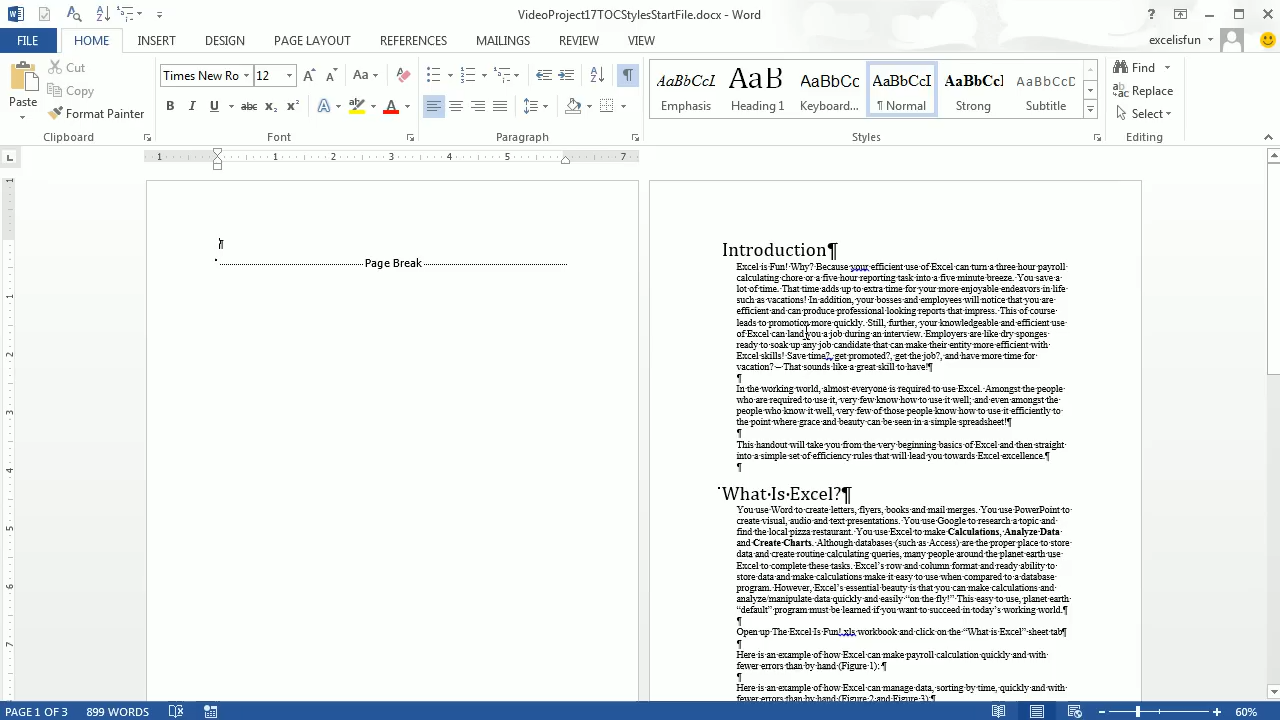 VideoProject17TOCStylesStartFile.docx - Word
FILE HOME INSERT DESIGN PAGE LAYOUT REFERENCES MAILINGS REVIEW VIEW excelisfun
Paste Cut Copy Format Painter
Times New Ro 12 Aa
B I U abc X₂ X² A A
Clipboard Font Paragraph Styles Editing
AaBbCcI AaB AaBbCc AaBbCcI AaBbCcI AaBbCcD
Emphasis Heading 1 Keyboard... ¶ Normal Strong Subtitle
Find
Replace
Select
1 1 2 3 4 5 7
¶
Page Break
Introduction¶
Excel·is·Fun!·Why?·Because·your·efficient·use·of·Excel·can·turn·a·three·hour·payroll·
calculating·chore·or·a·five·hour·reporting·task·into·a·five·minute·breeze.·You·save·a·
lot·of·time.·That·time·adds·up·to·extra·time·for·your·more·enjoyable·endeavors·in·life·
such·as·vacations!·In·addition,·your·bosses·and·employees·will·notice·that·you·are·
efficient·and·can·produce·professional·looking·reports·that·impress.·This·of·course·
leads·to·promotion·more·quickly.·Still,·further,·your·knowledgeable·and·efficient·use·
of·Excel·can·land·you·a·job·during·an·interview.·Employers·are·like·dry·sponges·
ready·to·soak·up·any·job·candidate·that·can·make·their·entity·more·efficient·with·
Excel·skills!·Save·time?,·get·promoted?,·get·the·job?,·and·have·more·time·for·
vacation?·–·That·sounds·like·a·great·skill·to·have!¶
¶
In·the·working·world,·almost·everyone·is·required·to·use·Excel.·Amongst·the·people·
who·are·required·to·use·it,·very·few·know·how·to·use·it·well;·and·even·amongst·the·
people·who·know·it·well,·very·few·of·those·people·know·how·to·use·it·efficiently·to·
the·point·where·grace·and·beauty·can·be·seen·in·a·simple·spreadsheet!¶
¶
This·handout·will·take·you·from·the·very·beginning·basics·of·Excel·and·then·straight·
into·a·simple·set·of·efficiency·rules·that·will·lead·you·towards·Excel·excellence.¶
¶
What·Is·Excel?¶
You·use·Word·to·create·letters,·flyers,·books·and·mail·merges.·You·use·PowerPoint·to·
create·visual,·audio·and·text·presentations.·You·use·Google·to·research·a·topic·and·
find·the·local·pizza·restaurant.·You·use·Excel·to·make·Calculations,·Analyze·Data·
and·Create·Charts.·Although·databases·(such·as·Access)·are·the·proper·place·to·store·
data·and·create·routine·calculating·queries,·many·people·around·the·planet·earth·use·
Excel·to·complete·these·tasks.·Excel's·row·and·column·format·and·ready·ability·to·
store·data·and·make·calculations·make·it·easy·to·use·when·compared·to·a·database·
program.·However,·Excel's·essential·beauty·is·that·you·can·make·calculations·and·
analyze/manipulate·data·quickly·and·easily·“on·the·fly!”·This·easy·to·use,·planet·earth·
“default”·program·must·be·learned·if·you·want·to·succeed·in·today's·working·world.¶
¶
Open·up·The·Excel·Is·Fun!.xls·workbook·and·click·on·the·“What·is·Excel”·sheet·tab¶
¶
Here·is·an·example·of·how·Excel·can·make·payroll·calculation·quickly·and·with·
fewer·errors·than·by·hand·(Figure·1):·¶
¶
Here·is·an·example·of·how·Excel·can·manage·data,·sorting·by·time,·quickly·and·with·
fewer·errors·than·by·hand·(Figure·2·and·Figure·3):¶
1
1
2
3
4
5
6
7
PAGE 1 OF 3 899 WORDS 60%